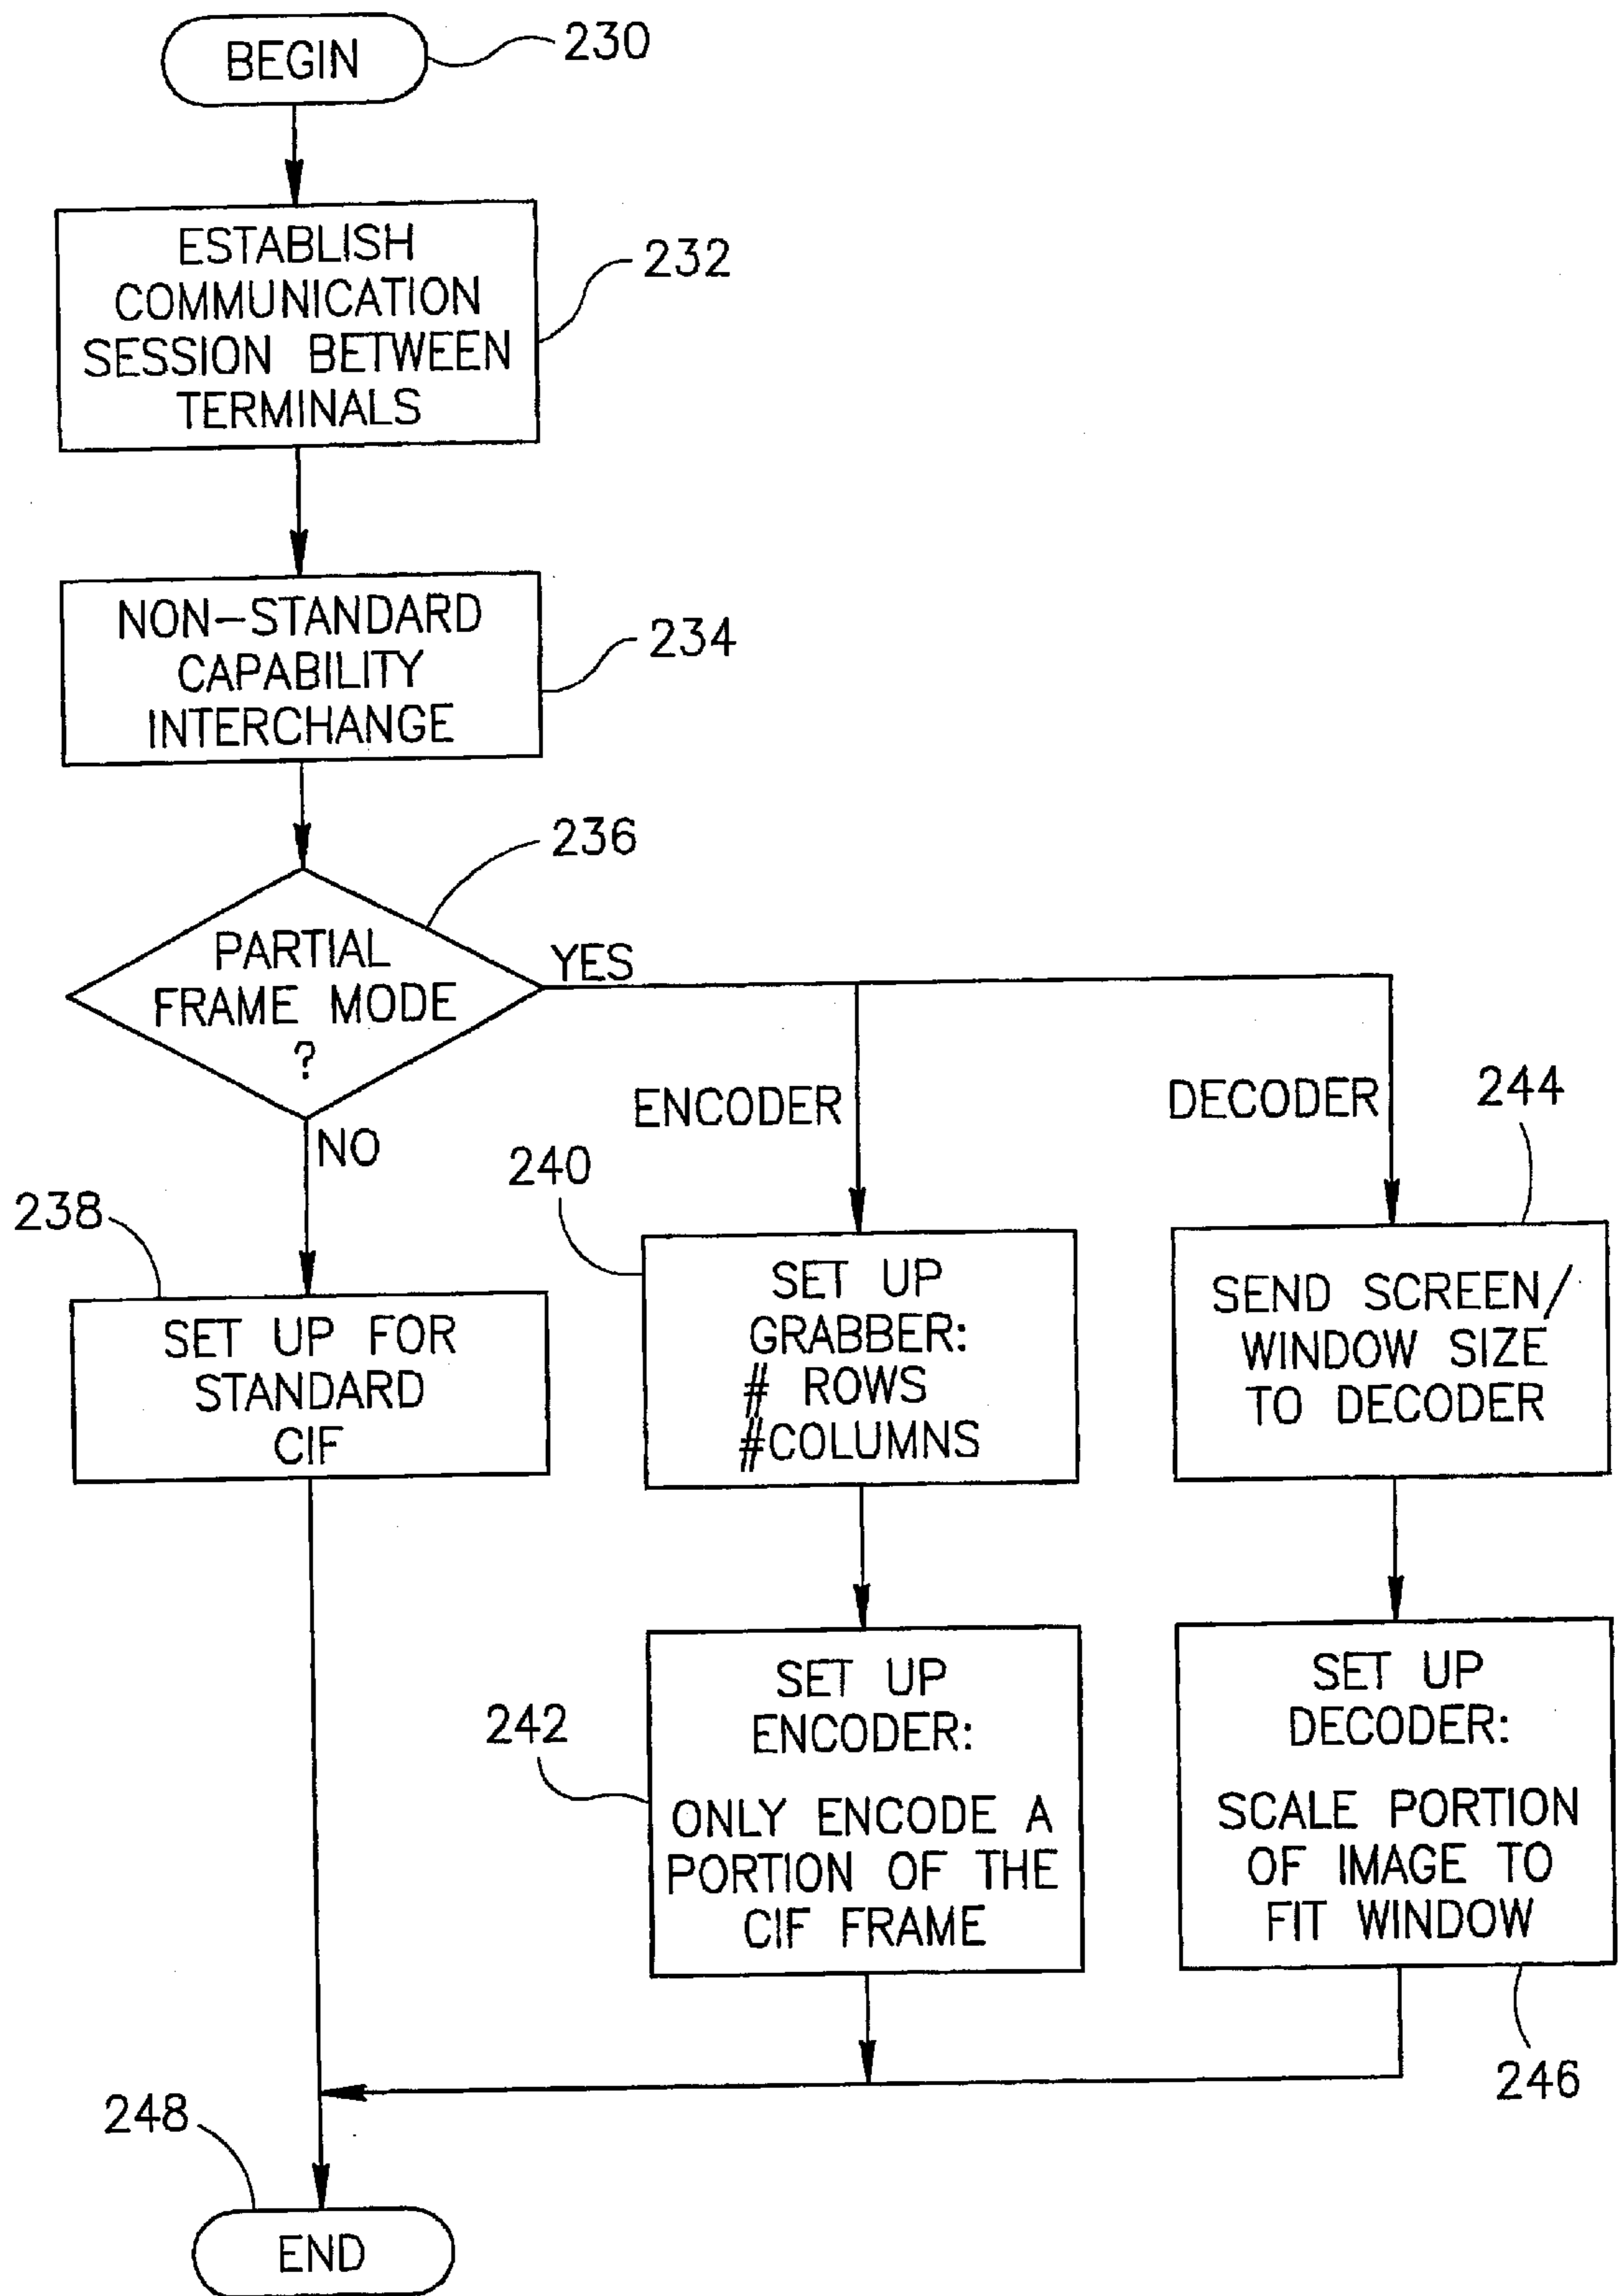 BEGIN
230
ESTABLISH
COMMUNICATION
SESSION BETWEEN
TERMINALS
232
NON-STANDARD
CAPABILITY
INTERCHANGE
234
236
PARTIAL
FRAME MODE
?
YES
NO
ENCODER
DECODER
238
SET UP FOR
STANDARD
CIF
240
SET UP
GRABBER:
# ROWS
#COLUMNS
244
SEND SCREEN/
WINDOW SIZE
TO DECODER
242
SET UP
ENCODER:
ONLY ENCODE A
PORTION OF THE
CIF FRAME
SET UP
DECODER:
SCALE PORTION
OF IMAGE TO
FIT WINDOW
246
248
END